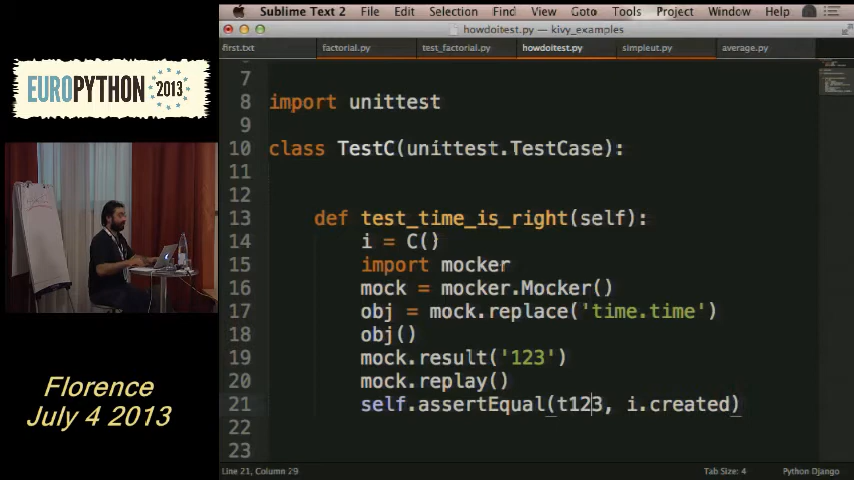 Sublime Text 2 File Edit Selection Find View Goto Tools Project Window Help
howdoitest.py — kivy_examples
first.txt factorial.py test_factorial.py howdoitest.py simpleut.py average.py
EUROPYTHON 2013
7
8 import unittest
9
10 class TestC(unittest.TestCase):
11
12
13 def test_time_is_right(self):
14 i = C()
15 import mocker
16 mock = mocker.Mocker()
17 obj = mock.replace('time.time')
18 obj()
19 mock.result('123')
20 mock.replay()
21 self.assertEqual(t123, i.created)
22
23
Florence
July 4 2013
Line 21, Column 29 Tab Size: 4 Python Django